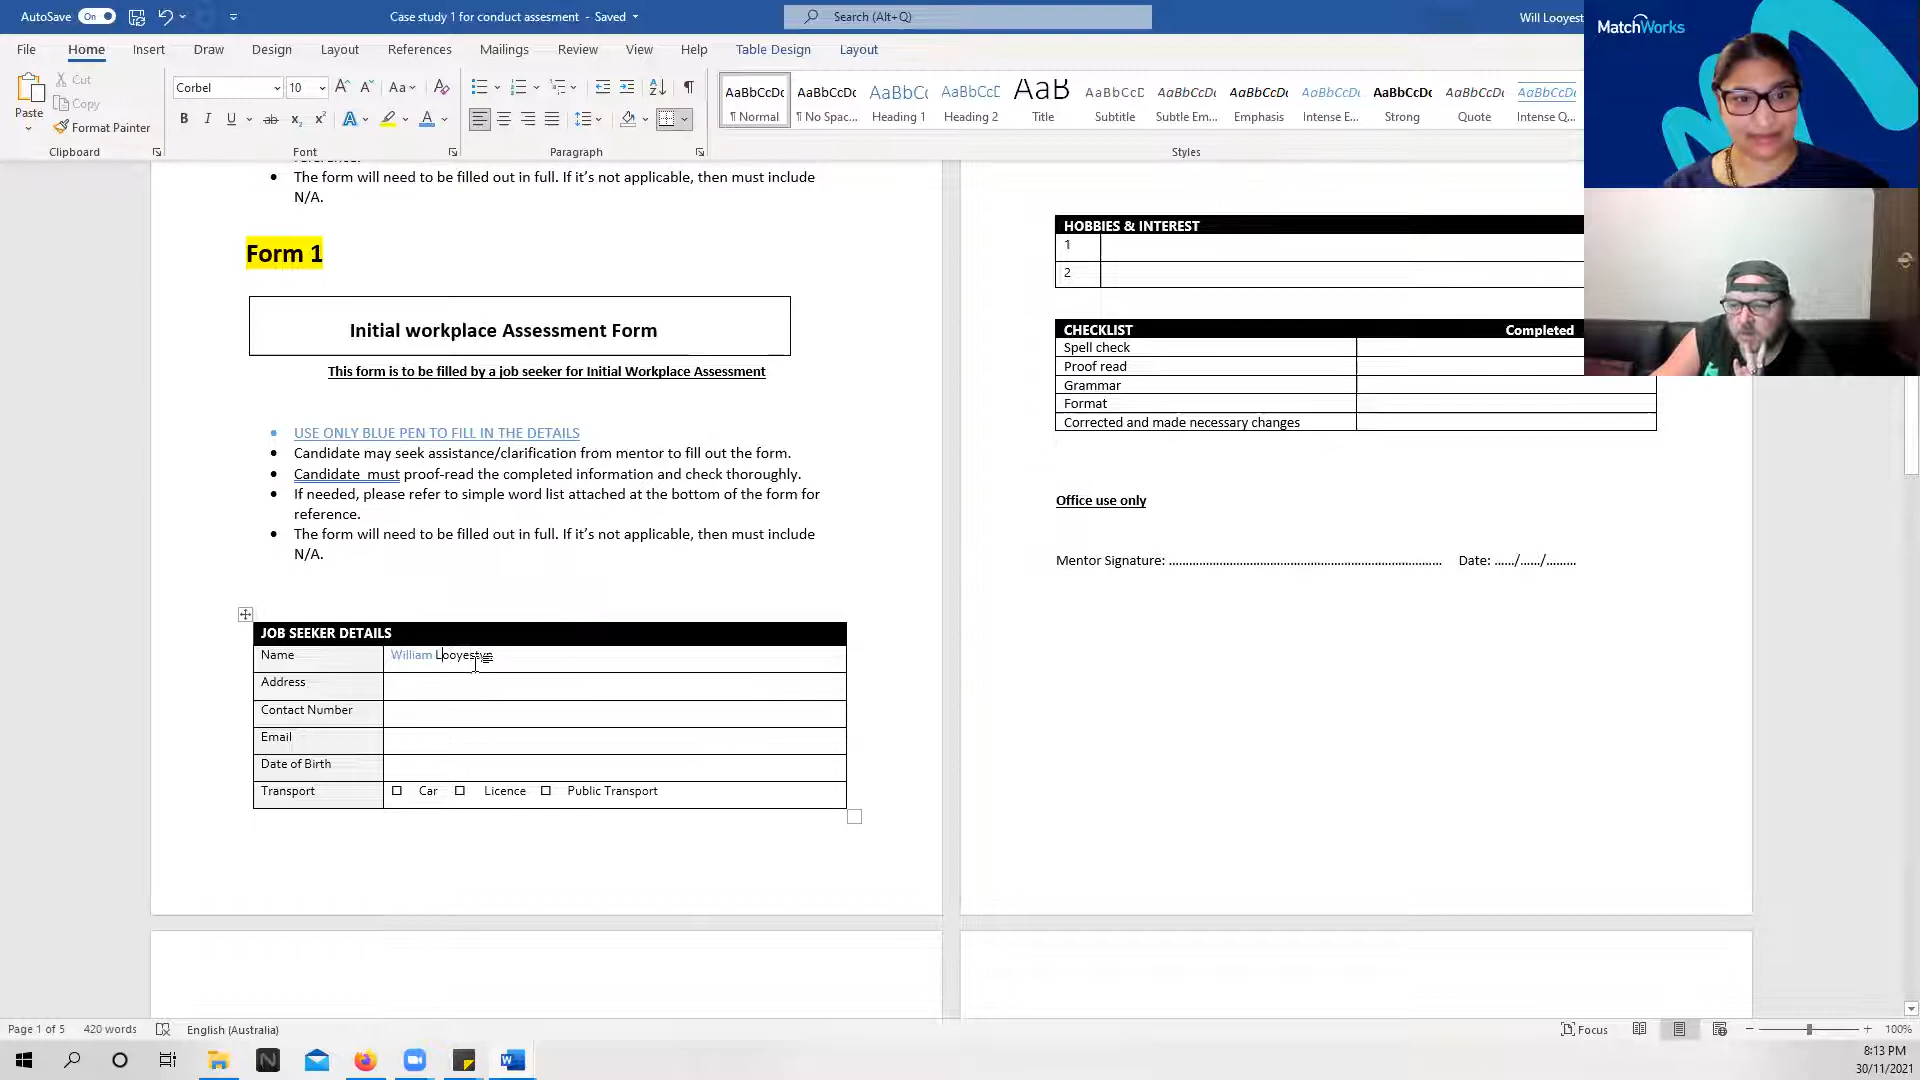 AutoSave On
Case study 1 for conduct assesment - Saved
Search (Alt+Q)
Will Looyest
MatchWorks
File Home Insert Draw Design Layout References Mailings Review View Help Table Design Layout
Paste
Cut
Copy
Format Painter
Clipboard
Corbel 10
Font
Paragraph
AaBbCcDc AaBbCcDc AaBbC AaBbCcE AaB AaBbCcD AaBbCcDc AaBbCcDc AaBbCcDc AaBbCcDc AaBbCcDc AaBbCcDc
¶ Normal ¶ No Spac... Heading 1 Heading 2 Title Subtitle Subtle Em... Emphasis Intense E... Strong Quote Intense Q...
Styles
reference.
The form will need to be filled out in full. If it's not applicable, then must include
N/A.
Form 1
Initial workplace Assessment Form
This form is to be filled by a job seeker for Initial Workplace Assessment
USE ONLY BLUE PEN TO FILL IN THE DETAILS
Candidate may seek assistance/clarification from mentor to fill out the form.
Candidate must proof-read the completed information and check thoroughly.
If needed, please refer to simple word list attached at the bottom of the form for
reference.
The form will need to be filled out in full. If it's not applicable, then must include
N/A.
JOB SEEKER DETAILS
Name William Looyestyn
Address
Contact Number
Email
Date of Birth
Transport Car Licence Public Transport
HOBBIES & INTEREST
1
2
CHECKLIST Completed
Spell check
Proof read
Grammar
Format
Corrected and made necessary changes
Office use only
Mentor Signature: ........................................ Date: ....../....../.........
Page 1 of 5 420 words English (Australia)
Focus
100%
8:13 PM
30/11/2021